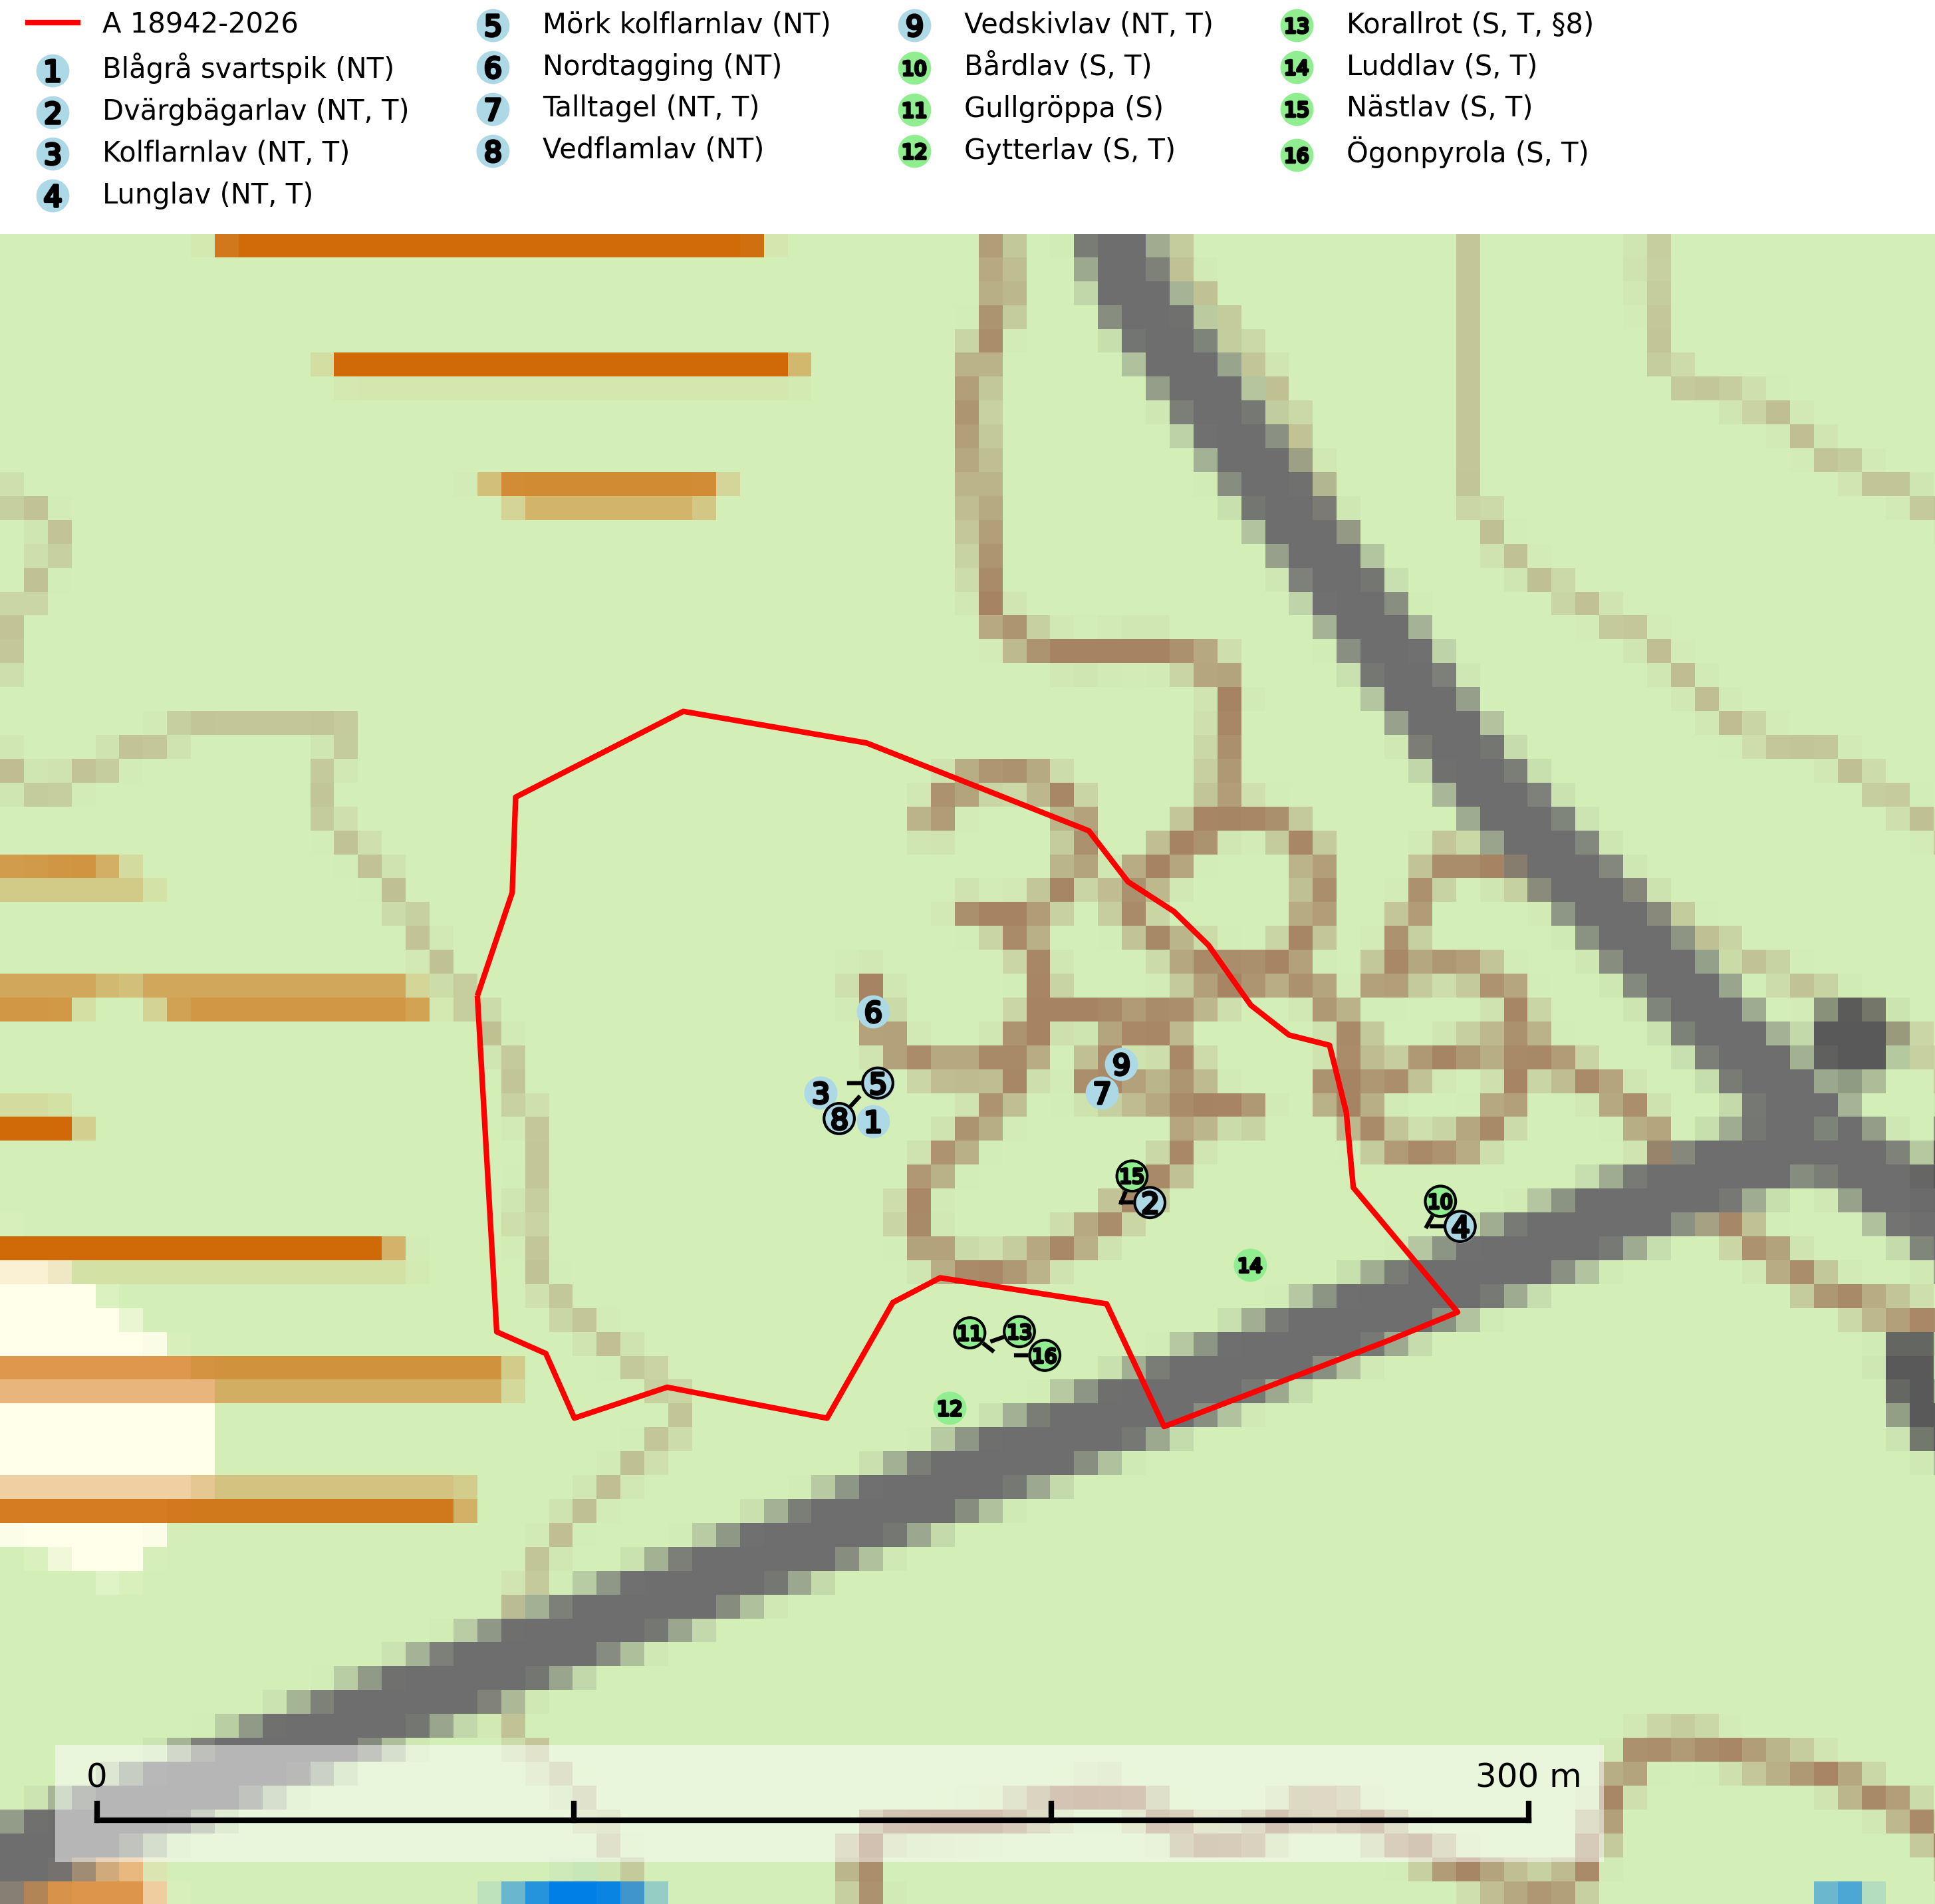 A 18942-2026
1 Blågrå svartspik (NT)
2 Dvärgbägarlav (NT, T)
3 Kolflarnlav (NT, T)
4 Lunglav (NT, T)
5 Mörk kolflarnlav (NT)
6 Nordtagging (NT)
7 Talltagel (NT, T)
8 Vedflamlav (NT)
9 Vedskivlav (NT, T)
10 Bårdlav (S, T)
11 Gullgröppa (S)
12 Gytterlav (S, T)
13 Korallrot (S, T, §8)
14 Luddlav (S, T)
15 Nästlav (S, T)
16 Ögonpyrola (S, T)
6
9
5
3
7
8
1
15
2
10
4
14
11
13
16
12
0
300 m